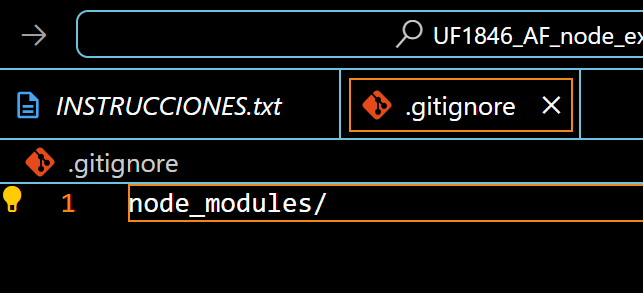 UF1846_AF_node_ex
INSTRUCCIONES.txt .gitignore
.gitignore
1 node_modules/